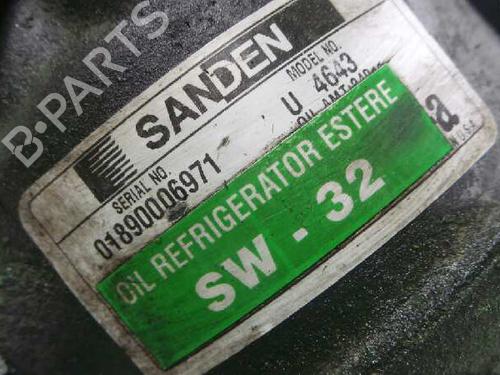 B-PARTS
SANDEN
MODEL NO.
U 4643
SERIAL NO.
01890006971
a
OIL REFRIGERATOR ESTERE
SW - 32